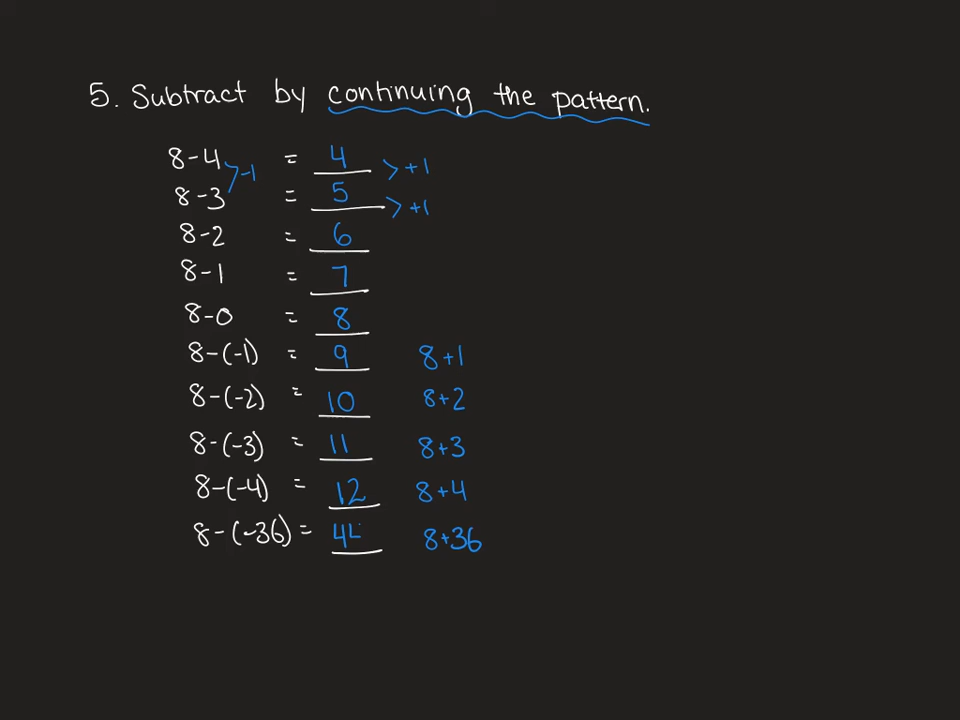 5. Subtract by continuing the pattern.
8-4 = 4 > +1
> -1
8-3 = 5 > +1
8-2 = 6
8-1 = 7
8-0 = 8
8-(-1) = 9 8+1
8-(-2) = 10 8+2
8-(-3) = 11 8+3
8-(-4) = 12 8+4
8-(-36) = 44 8+36